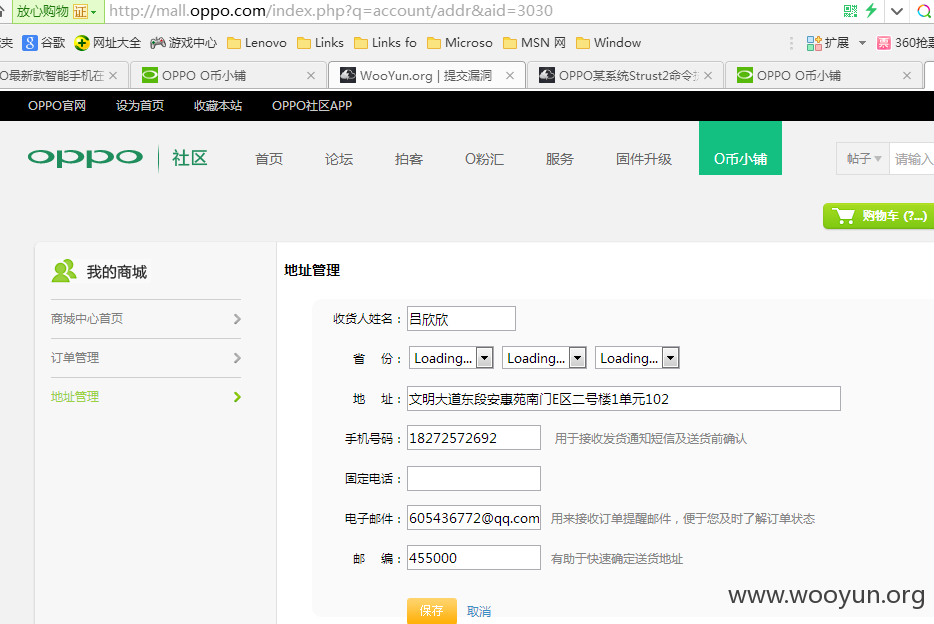 放心购物 证 http://mall.oppo.com/index.php?q=account/addr&aid=3030
夹 谷歌 网址大全 游戏中心 Lenovo Links Links fo Microso MSN 网 Window 扩展 360抢票
O最新款智能手机在 OPPO O币小铺 WooYun.org | 提交漏洞 OPPO某系统Strust2命令 OPPO O币小铺
OPPO官网 设为首页 收藏本站 OPPO社区APP
oppo 社区 首页 论坛 拍客 O粉汇 服务 固件升级 O币小铺 帖子 请输入
购物车 (?...)
我的商城
商城中心首页
订单管理
地址管理
地址管理
收货人姓名： 吕欣欣
省 份： Loading... Loading... Loading...
地 址： 文明大道东段安惠苑南门E区二号楼1单元102
手机号码： 18272572692 用于接收发货通知短信及送货前确认
固定电话：
电子邮件： 605436772@qq.com 用来接收订单提醒邮件，便于您及时了解订单状态
邮 编： 455000 有助于快速确定送货地址
保存 取消
www.wooyun.org